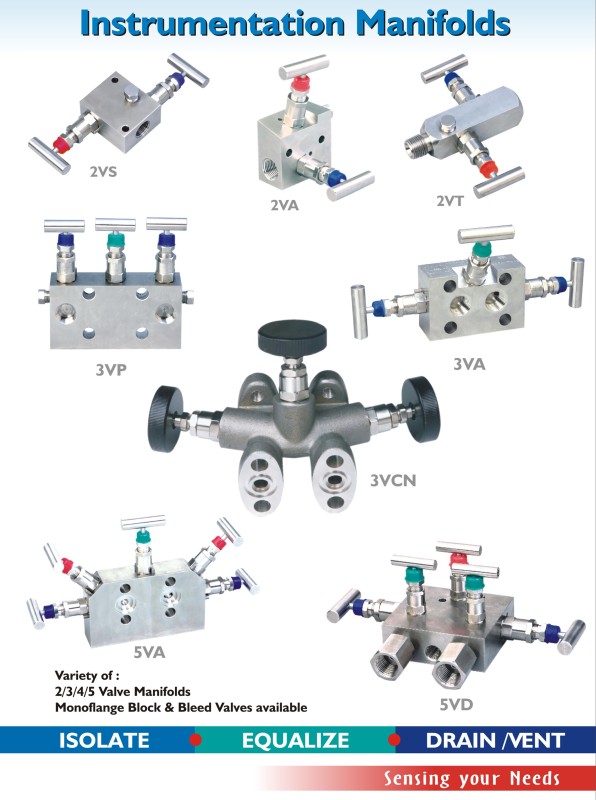 Instrumentation Manifolds
2VS
2VA
2VT
3VP
3VA
3VCN
5VA
5VD
Variety of :
2/3/4/5 Valve Manifolds
Monoflange Block & Bleed Valves available
ISOLATE
EQUALIZE
DRAIN /VENT
Sensing your Needs